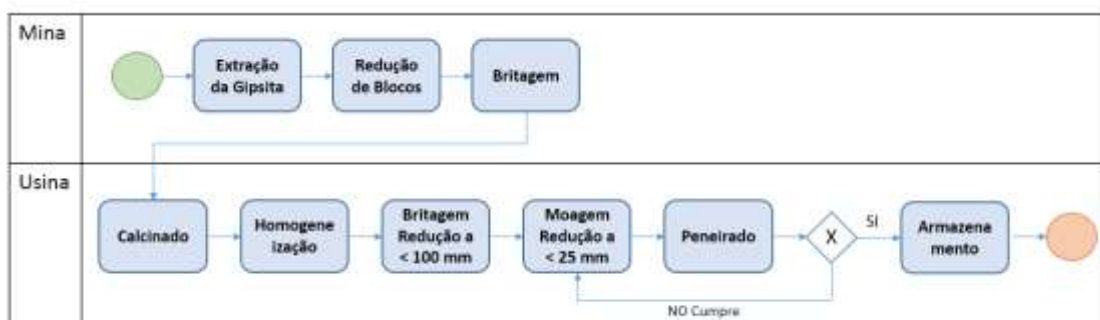 Mina
Extração
da Gipsita
Redução
de Blocos
Britagem
Usina
Calcinado
Homogene
ização
Britagem
Redução a
< 100 mm
Moagem
Redução a
< 25 mm
Peneirado
X
SI
Armazena
mento
NO Cumpre